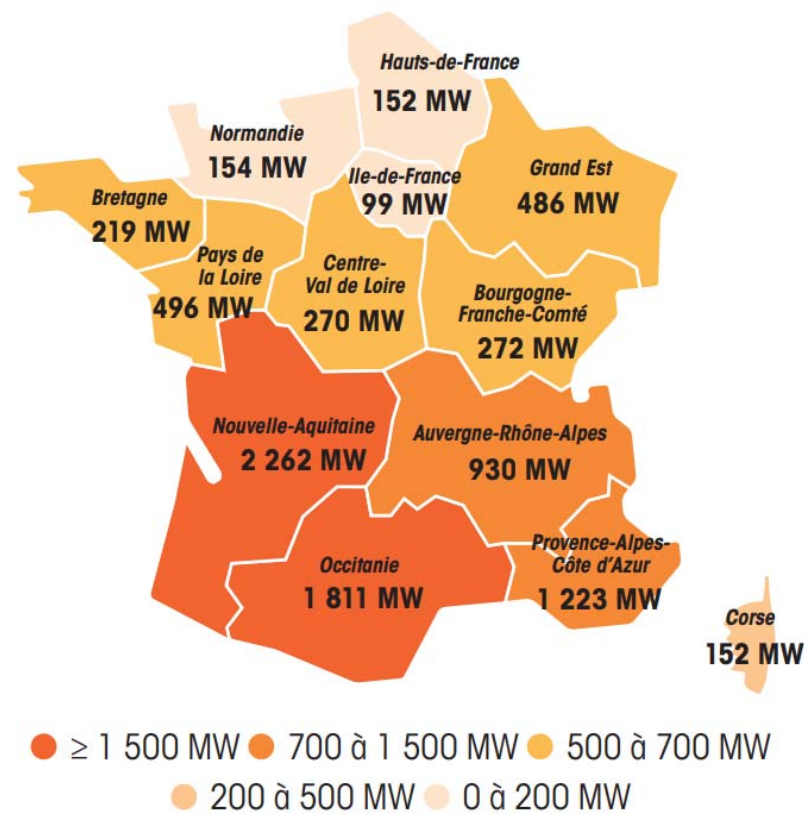 Hauts-de-France
152 MW
Normandie
154 MW
Ile-de-France
99 MW
Grand Est
486 MW
Bretagne
219 MW
Pays de
la Loire
496 MW
Centre-
Val de Loire
270 MW
Bourgogne-
Franche-Comté
272 MW
Nouvelle-Aquitaine
2 262 MW
Auvergne-Rhône-Alpes
930 MW
Occitanie
1 811 MW
Provence-Alpes-
Côte d'Azur
1 223 MW
Corse
152 MW
≥ 1 500 MW 700 à 1 500 MW 500 à 700 MW
200 à 500 MW 0 à 200 MW